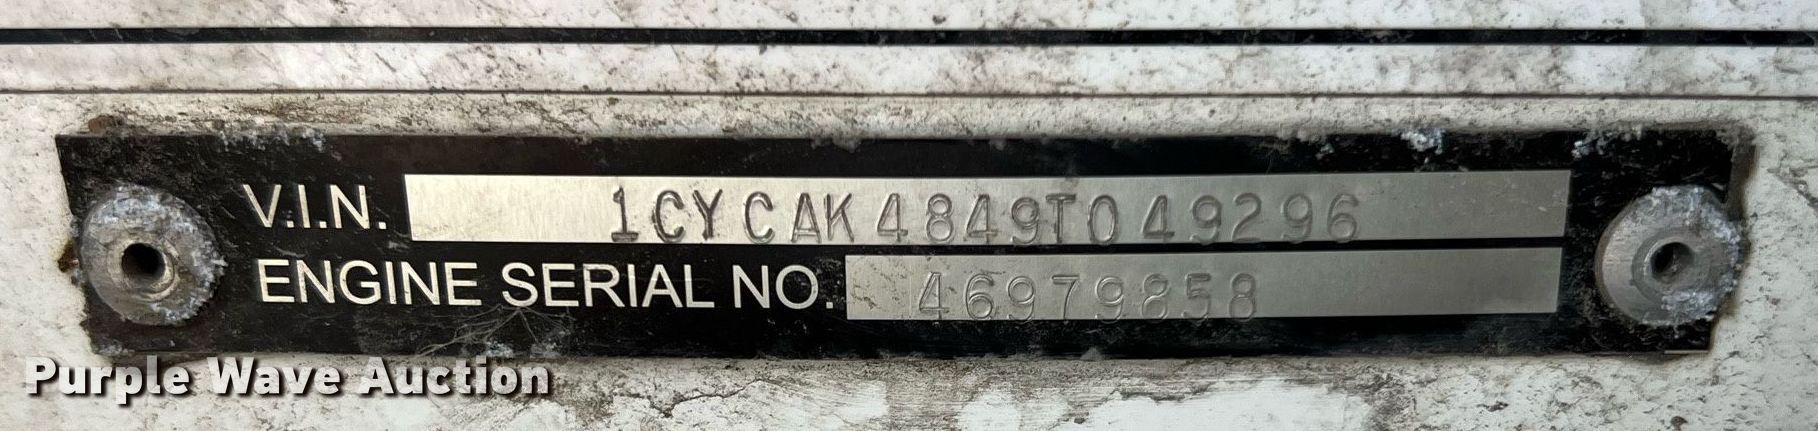 V.I.N. 1CYCAK4849T049296
ENGINE SERIAL NO. 46979858
Purple Wave Auction